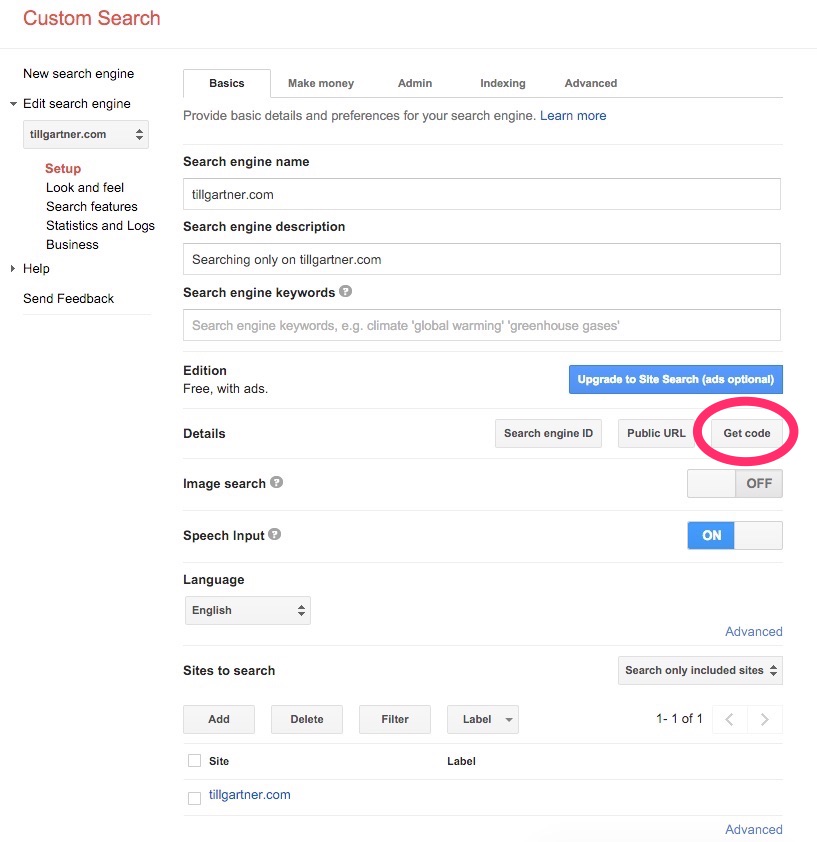 Custom Search
New search engine
Edit search engine
tillgartner.com
Setup
Look and feel
Search features
Statistics and Logs
Business
Help
Send Feedback
Basics Make money Admin Indexing Advanced
Provide basic details and preferences for your search engine. Learn more
Search engine name
tillgartner.com
Search engine description
Searching only on tillgartner.com
Search engine keywords ?
Search engine keywords, e.g. climate 'global warming' 'greenhouse gases'
Edition
Free, with ads.
Upgrade to Site Search (ads optional)
Details Search engine ID Public URL Get code
Image search ? OFF
Speech Input ? ON
Language
English
Advanced
Sites to search Search only included sites
Add Delete Filter Label 1- 1 of 1
Site Label
tillgartner.com
Advanced